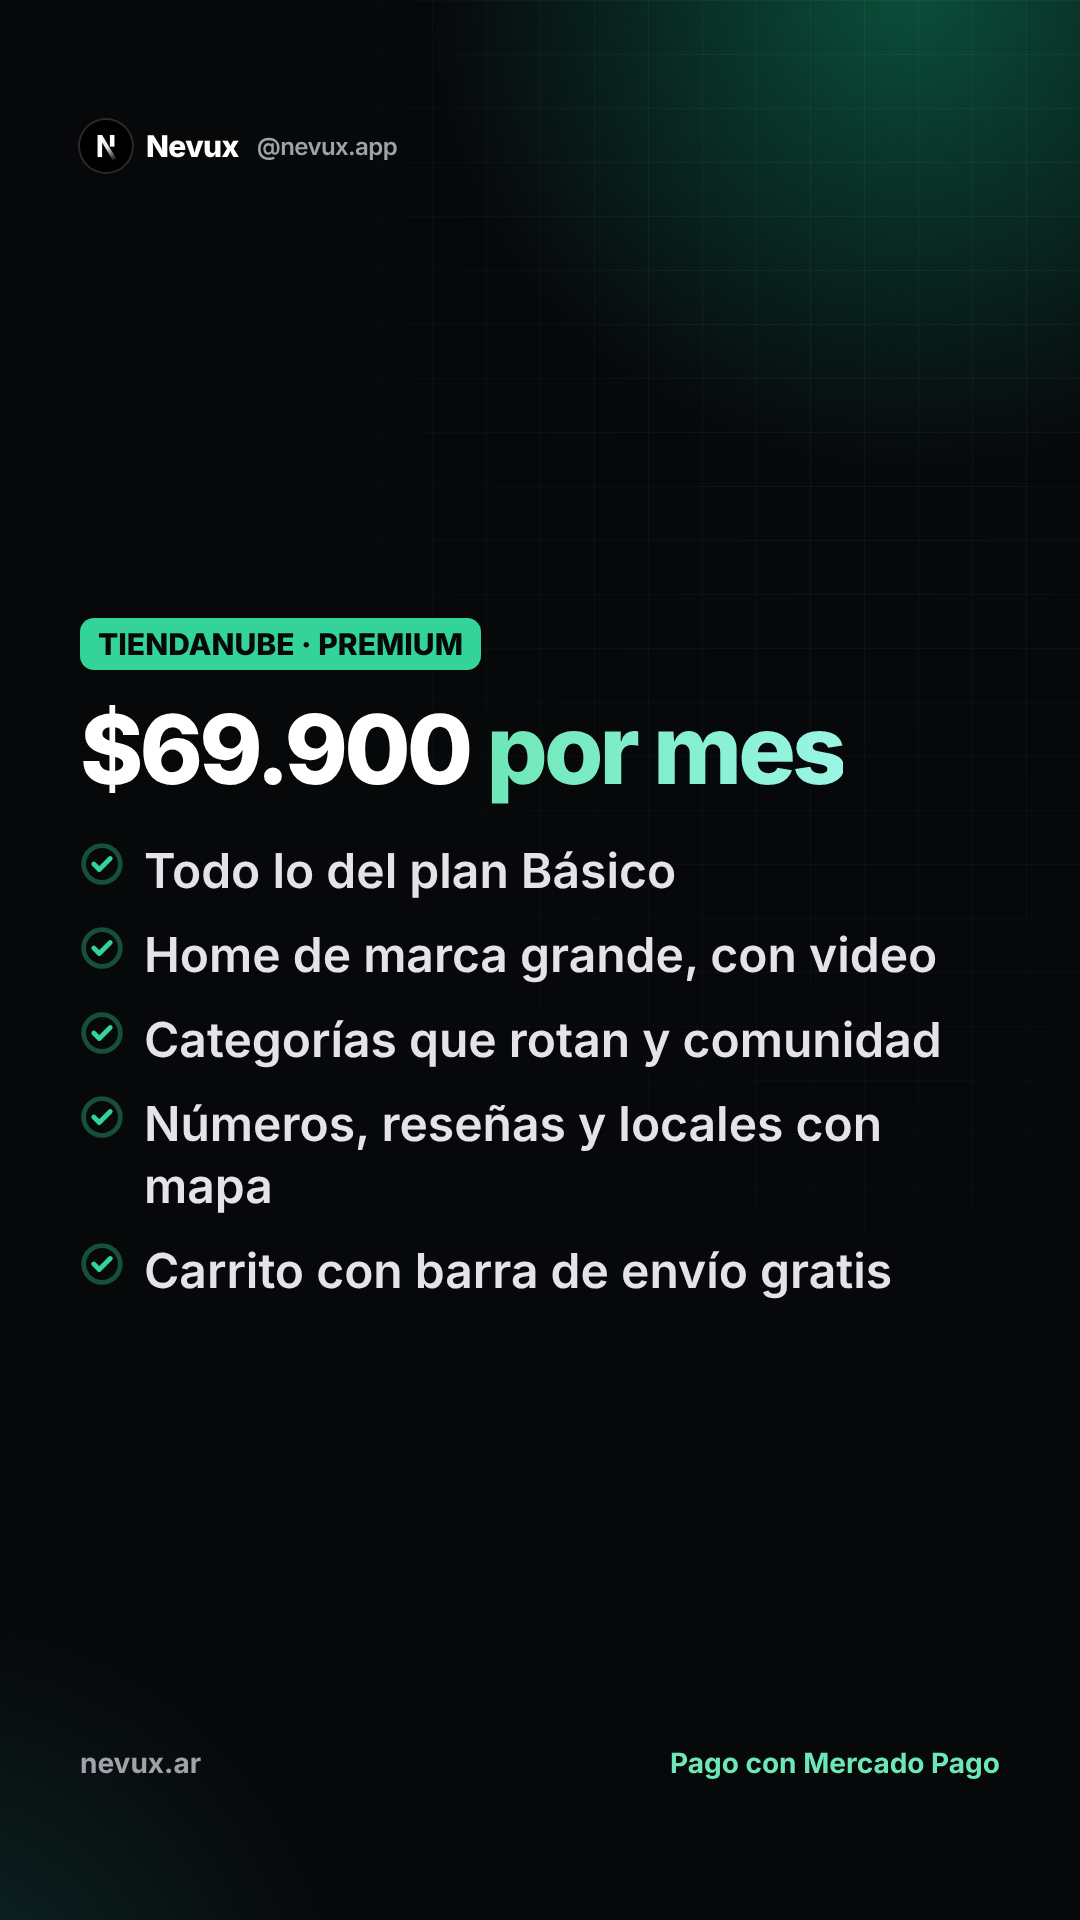 N Nevux @nevux.app
TIENDANUBE · PREMIUM
$69.900 por mes
Todo lo del plan Básico
Home de marca grande, con video
Categorías que rotan y comunidad
Números, reseñas y locales con
mapa
Carrito con barra de envío gratis
nevux.ar
Pago con Mercado Pago